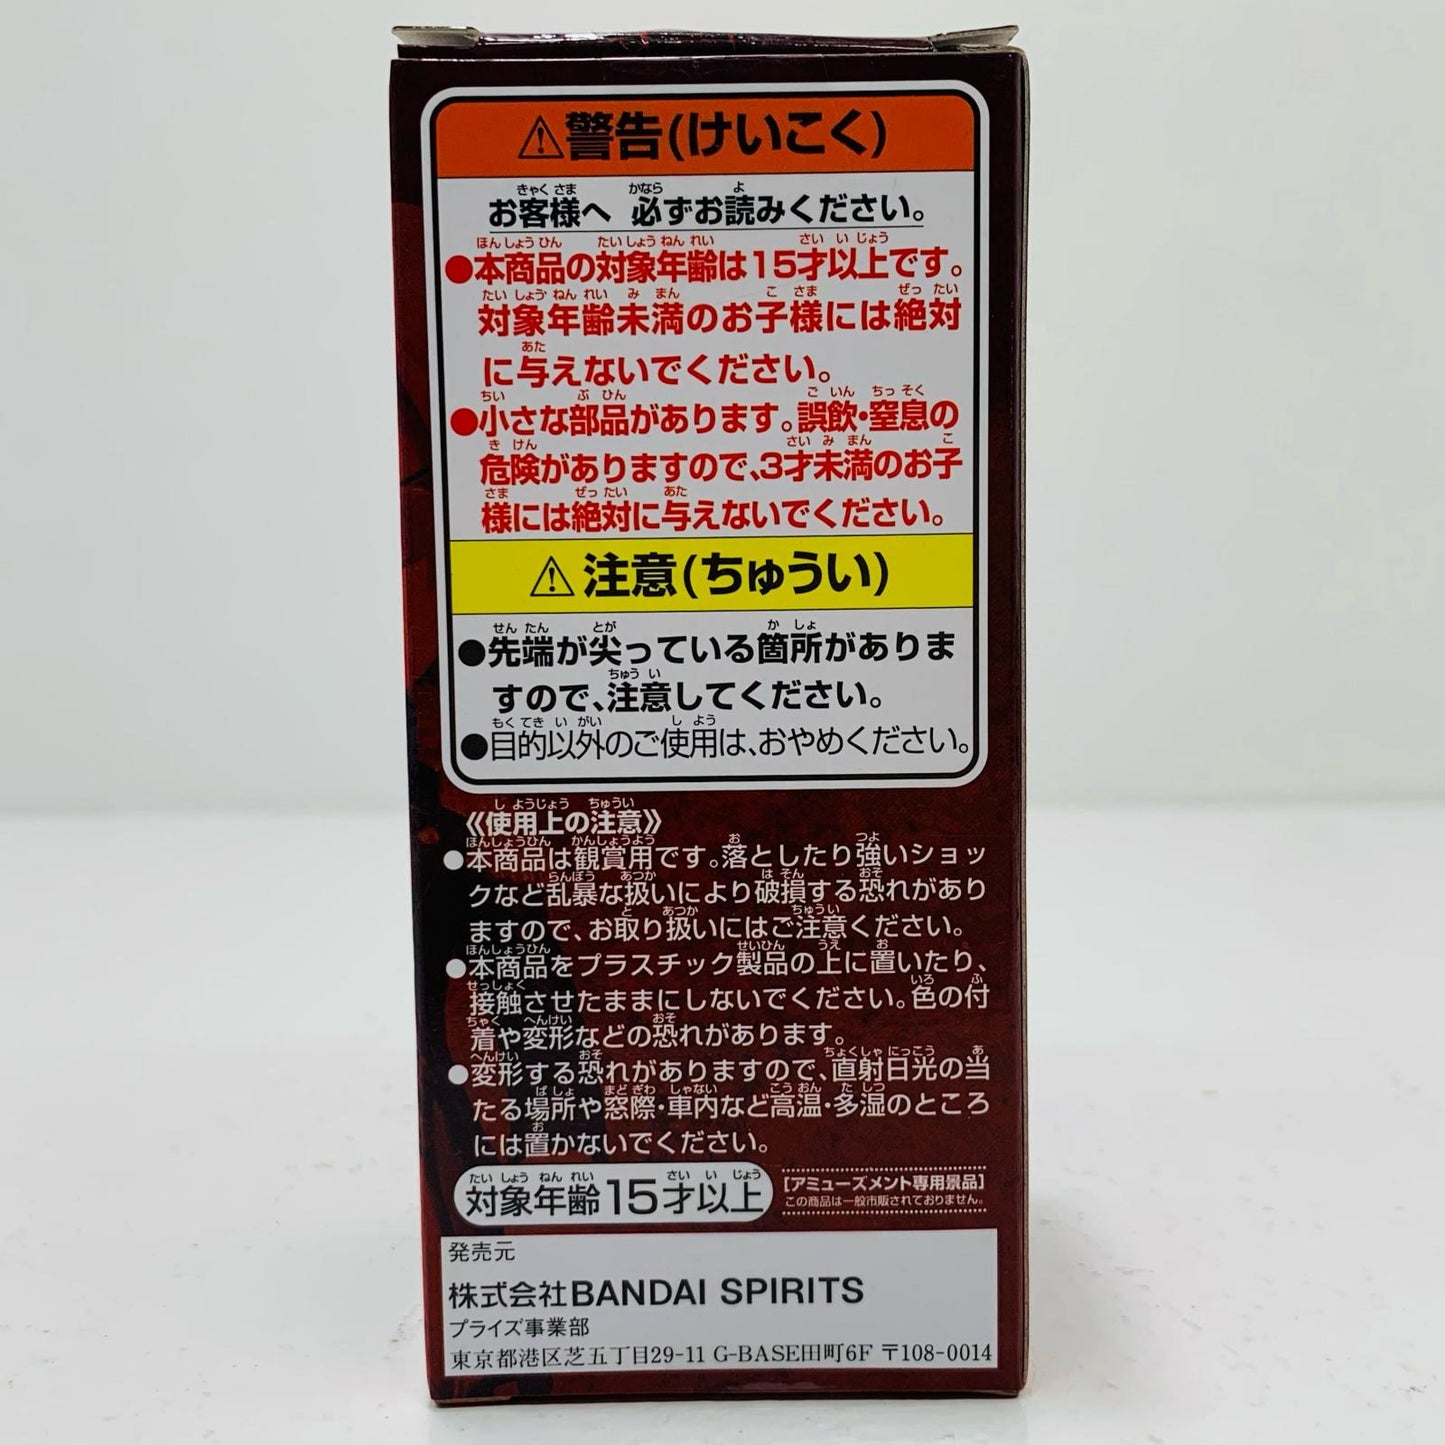 ⚠警告(けいこく)
お客様へ 必ずお読みください。
●本商品の対象年齢は15才以上です。
対象年齢未満のお子様には絶対
に与えないでください。
●小さな部品があります。誤飲・窒息の
危険がありますので、3才未満のお子
様には絶対に与えないでください。
⚠注意(ちゅうい)
●先端が尖っている箇所がありま
すので、注意してください。
●目的以外のご使用は、おやめください。
《使用上の注意》
●本商品は観賞用です。落としたり強いショッ
クなど乱暴な扱いにより破損する恐れがあり
ますので、お取り扱いにはご注意ください。
●本商品をプラスチック製品の上に置いたり、
接触させたままにしないでください。色の付
着や変形などの恐れがあります。
●変形する恐れがありますので、直射日光の当
たる場所や窓際・車内など高温・多湿のところ
には置かないでください。
対象年齢15才以上
[アミューズメント専用景品]
この商品は一般市販されておりません。
発売元
株式会社BANDAI SPIRITS
プライズ事業部
東京都港区芝五丁目29-11 G-BASE田町6F 〒108-0014